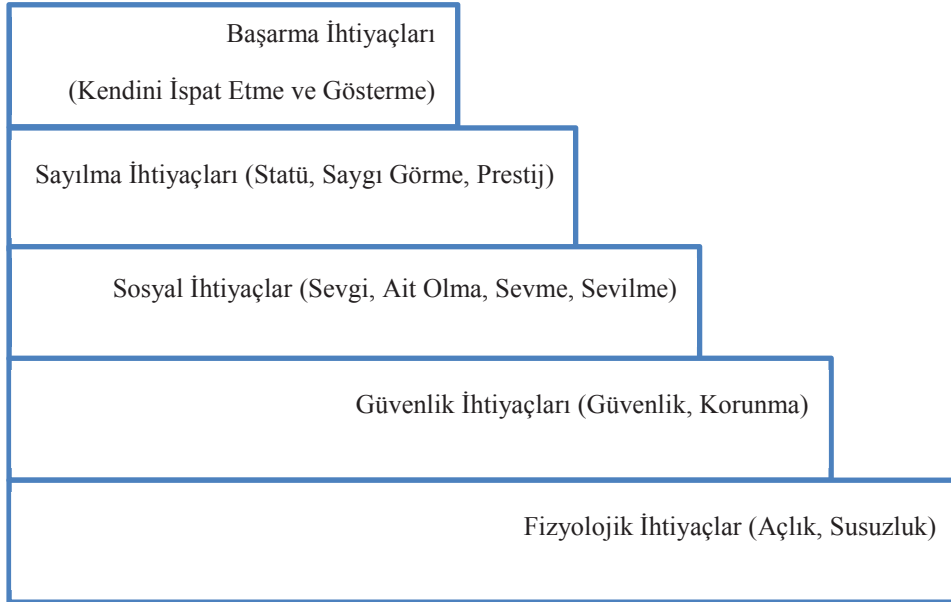 Başarma İhtiyaçları
(Kendini İspat Etme ve Gösterme)
Sayılma İhtiyaçları (Statü, Saygı Görme, Prestij)
Sosyal İhtiyaçlar (Sevgi, Ait Olma, Sevme, Sevilme)
Güvenlik İhtiyaçları (Güvenlik, Korunma)
Fizyolojik İhtiyaçlar (Açlık, Susuzluk)